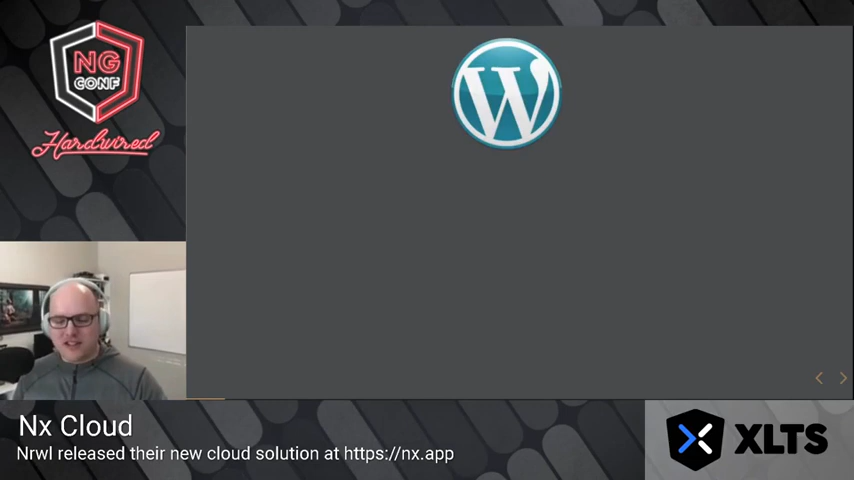 NG
CONF
Hardwired
W
Nx Cloud
Nrwl released their new cloud solution at https://nx.app
XLTS